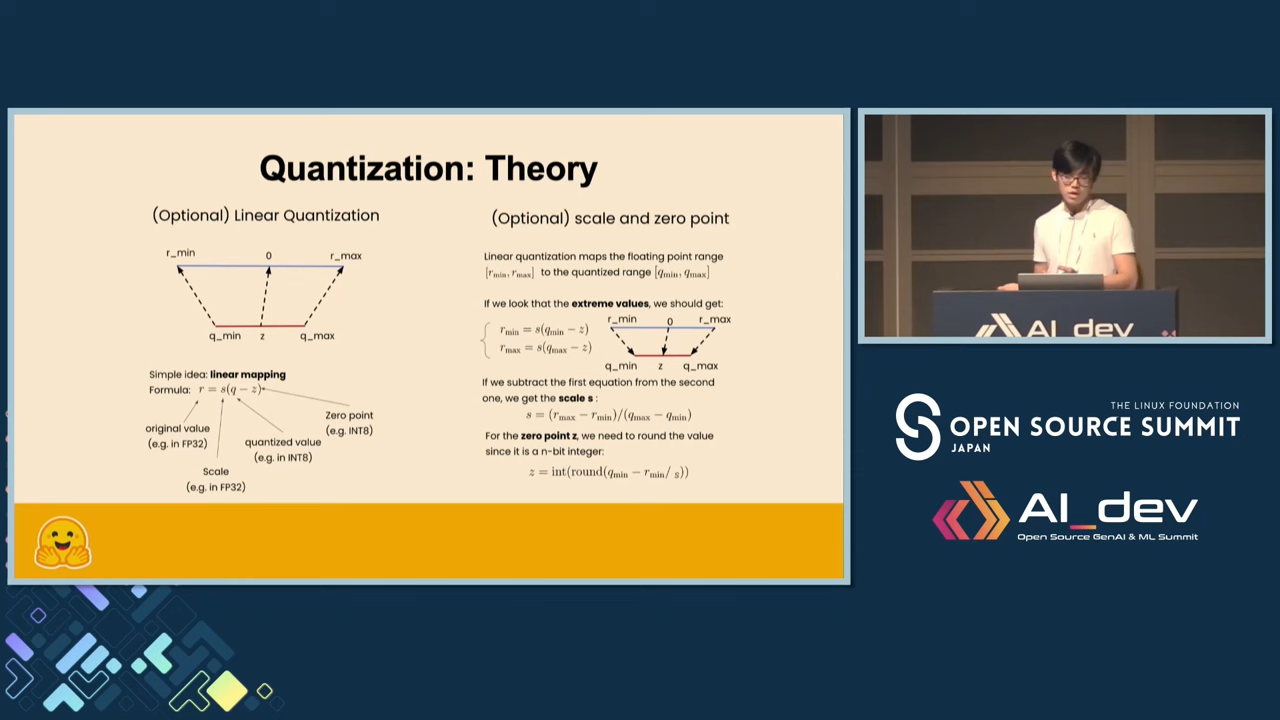 Quantization: Theory
(Optional) Linear Quantization
r_min 0 r_max
q_min z q_max
Simple idea: linear mapping
Formula: r = s(q − z)
original value
(e.g. in FP32)
Scale
(e.g. in FP32)
quantized value
(e.g. in INT8)
Zero point
(e.g. INT8)
(Optional) scale and zero point
Linear quantization maps the floating point range
[r_min, r_max] to the quantized range [q_min, q_max]
If we look that the extreme values, we should get:
r_min = s(q_min − z)
r_max = s(q_max − z)
r_min 0 r_max
q_min z q_max
If we subtract the first equation from the second
one, we get the scale s :
s = (r_max − r_min)/(q_max − q_min)
For the zero point z, we need to round the value
since it is a n-bit integer:
z = int(round(q_min − r_min/ s))
AI_dev
THE LINUX FOUNDATION
OPEN SOURCE SUMMIT
JAPAN
AI_dev
Open Source GenAI & ML Summit